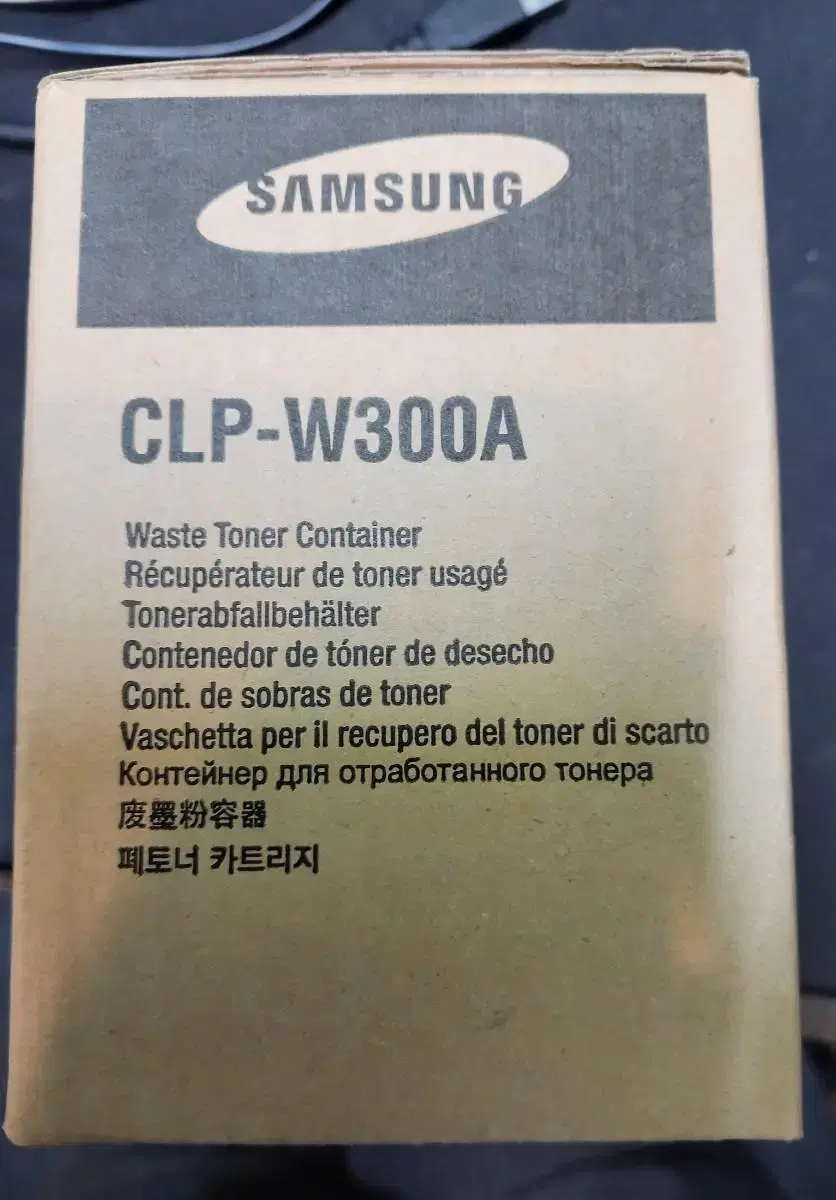 SAMSUNG
CLP-W300A
Waste Toner Container
Récupérateur de toner usagé
Tonerabfallbehälter
Contenedor de tóner de desecho
Cont. de sobras de toner
Vaschetta per il recupero del toner di scarto
Контейнер для отработанного тонера
废墨粉容器
폐토너 카트리지